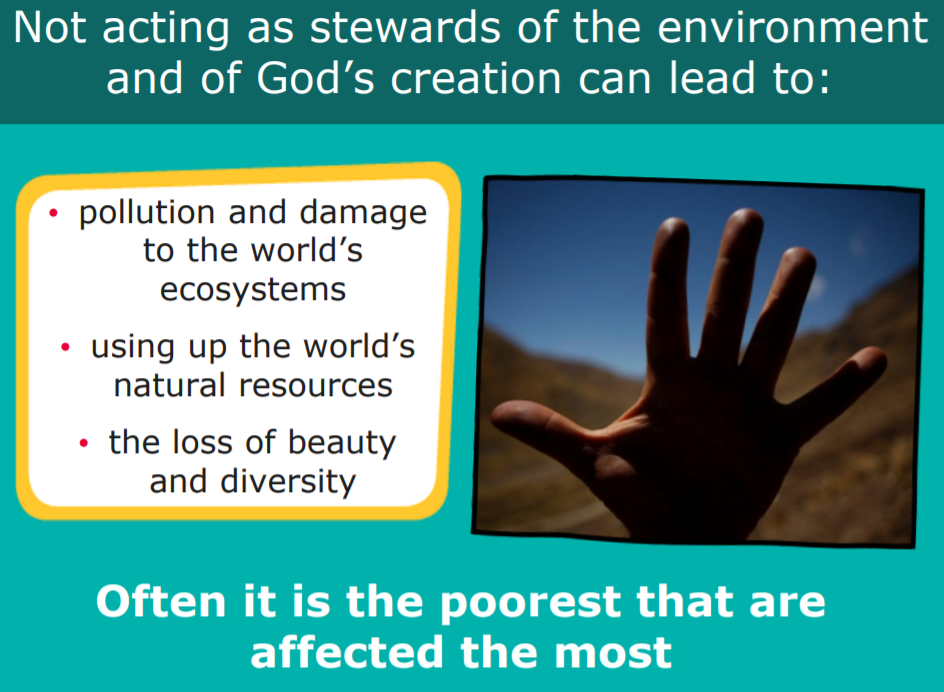 Not acting as stewards of the environment
and of God’s creation can lead to:
• pollution and damage
to the world’s
ecosystems
• using up the world’s
natural resources
• the loss of beauty
and diversity
Often it is the poorest that are
affected the most